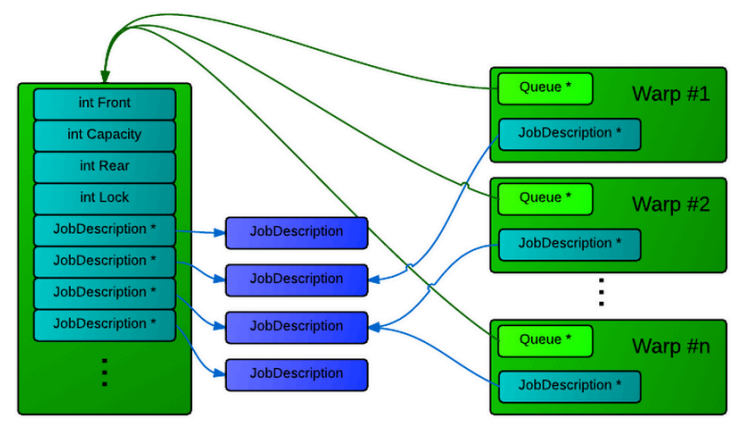 int Front
int Capacity
int Rear
int Lock
JobDescription *
JobDescription *
JobDescription *
JobDescription *
JobDescription
JobDescription
JobDescription
JobDescription
Queue *
Warp #1
JobDescription *
Queue *
Warp #2
JobDescription *
Queue *
Warp #n
JobDescription *